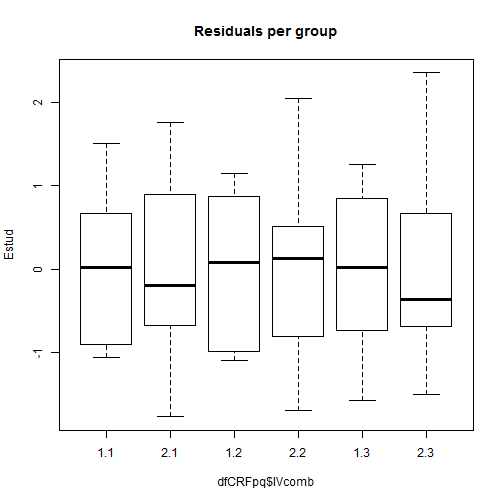 Residuals per group
Estud
2
1
0
-1
1.1 2.1 1.2 2.2 1.3 2.3
dfCRFpq$IVcomb